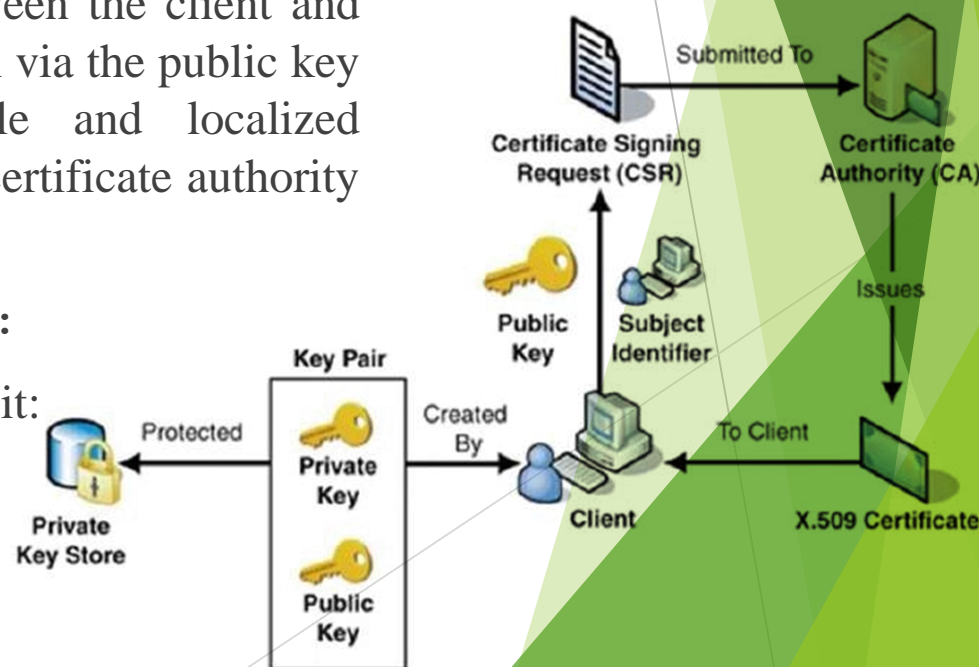 een the client and
via the public key
le and localized
certificate authority
:
it:
Submitted To
Certificate Signing
Request (CSR)
Certificate
Authority (CA)
Issues
Public
Key
Subject
Identifier
Key Pair
Protected
Private
Key
Created
By
To Client
Client
X.509 Certificate
Private
Key Store
Public
Key